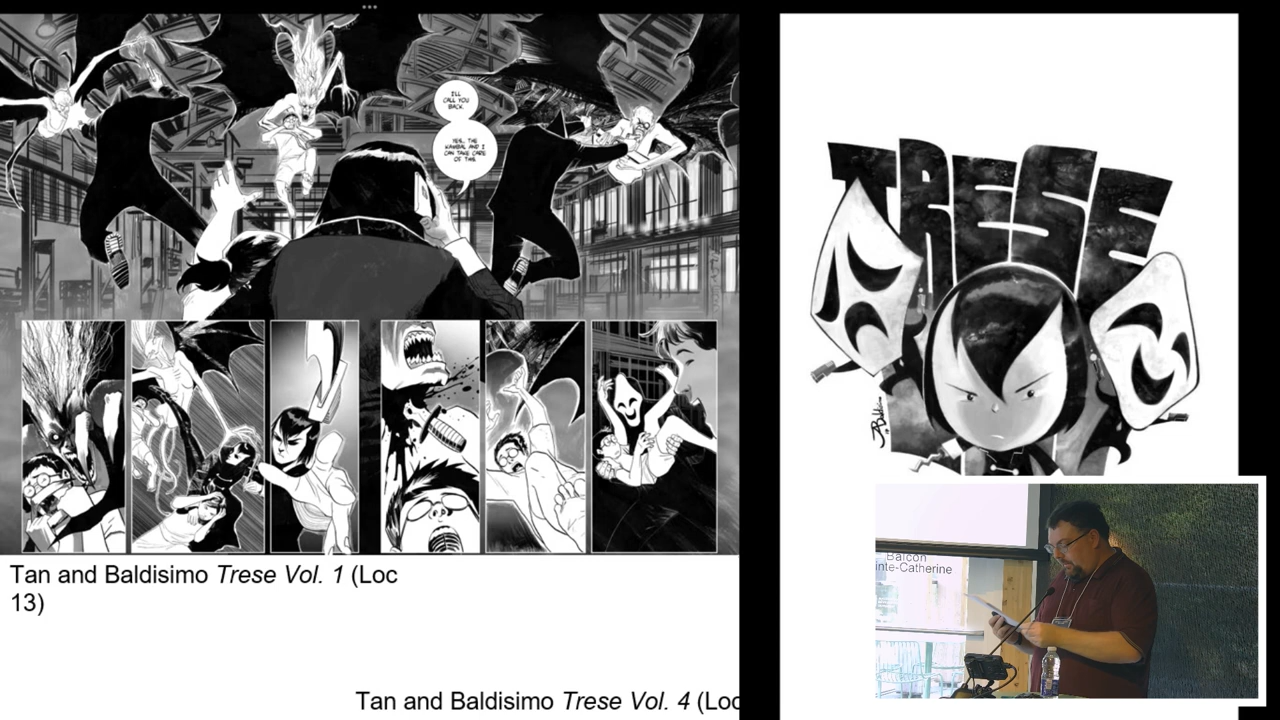 I'LL
CALL YOU
BACK.
YES, THE
KAMBAL AND I
CAN TAKE CARE
OF THIS.
Tan and Baldisimo Trese Vol. 1 (Loc
13)
Tan and Baldisimo Trese Vol. 4 (Loc
TRESE
Balcon
inte-Catherine